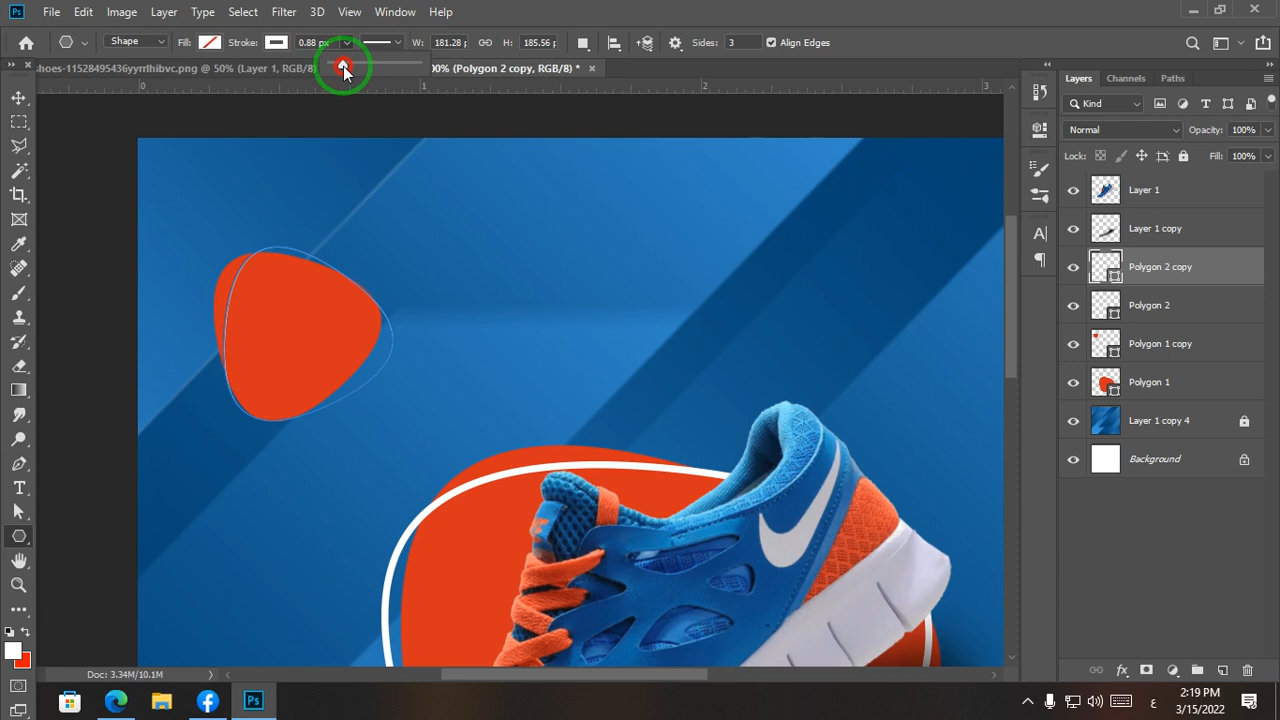 Ps File Edit Image Layer Type Select Filter 3D View Window Help
Shape Fill: Stroke: 0.88 px W: 181.28 H: 185.56 Sides: 3 Align Edges
shoes-11528495436yyrrlhibvc.png @ 50% (Layer 1, RGB/8) 00% (Polygon 2 copy, RGB/8) *
0 1 2 3
Layers Channels Paths
Kind
Normal Opacity: 100%
Lock: Fill: 100%
Layer 1
Layer 1 copy
Polygon 2 copy
Polygon 2
Polygon 1 copy
Polygon 1
Layer 1 copy 4
Background
Doc: 3.34M/10.1M
Ps
ع
2:19 PM
3/15/2022